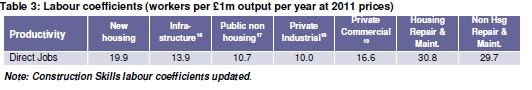 Table 3: Labour coefficients (workers per £1m output per year at 2011 prices)
Productivity New housing Infra-structure16 Public non housing17 Private Industrial18 Private Commercial 19 Housing Repair & Maint. Non Hsg Repair & Maint.
Direct Jobs 19.9 13.9 10.7 10.0 16.6 30.8 29.7
Note: Construction Skills labour coefficients updated.